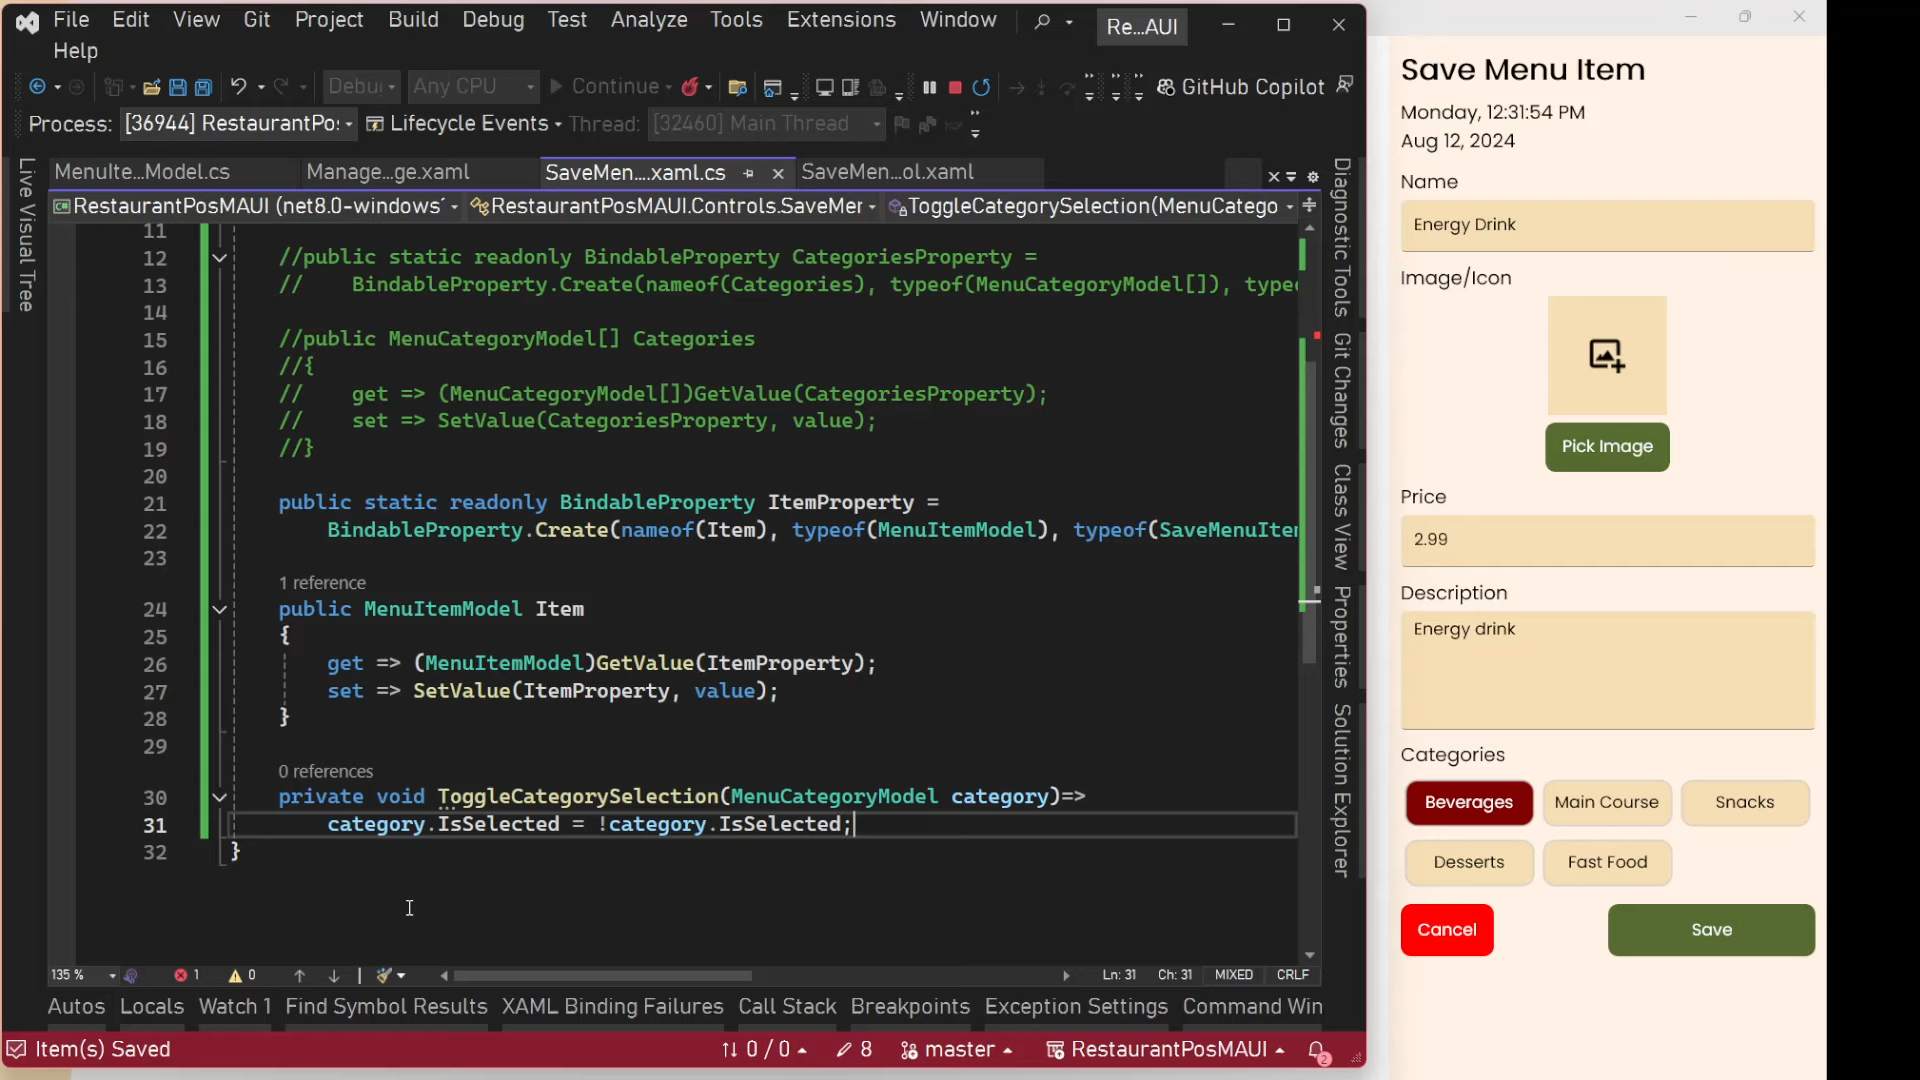 File Edit View Git Project Build Debug Test Analyze Tools Extensions Window Re...AUI
Help
Debu Any CPU Continue GitHub Copilot
Process: [36944] RestaurantPo Lifecycle Events Thread: [32460] Main Thread
MenuIte...Model.cs Manage...ge.xaml SaveMen....xaml.cs SaveMen...ol.xaml
RestaurantPosMAUI (net8.0-windows RestaurantPosMAUI.Controls.SaveMer ToggleCategorySelection(MenuCatego
Live Visual Tree
11
12 //public static readonly BindableProperty CategoriesProperty =
13 // BindableProperty.Create(nameof(Categories), typeof(MenuCategoryModel[]), typeo
14
15 //public MenuCategoryModel[] Categories
16 //{
17 // get => (MenuCategoryModel[])GetValue(CategoriesProperty);
18 // set => SetValue(CategoriesProperty, value);
19 //}
20
21 public static readonly BindableProperty ItemProperty =
22 BindableProperty.Create(nameof(Item), typeof(MenuItemModel), typeof(SaveMenuItem
23
1 reference
24 public MenuItemModel Item
25 {
26 get => (MenuItemModel)GetValue(ItemProperty);
27 set => SetValue(ItemProperty, value);
28 }
29
0 references
30 private void ToggleCategorySelection(MenuCategoryModel category)=>
31 category.IsSelected = !category.IsSelected;
32 }
Diagnostic Tools
Git Changes
Class View
Properties
Solution Explorer
135 % 1 0 Ln: 31 Ch: 31 MIXED CRLF
Autos Locals Watch 1 Find Symbol Results XAML Binding Failures Call Stack Breakpoints Exception Settings Command Win
Item(s) Saved 0 / 0 8 master RestaurantPosMAUI 2
Save Menu Item
Monday, 12:31:54 PM
Aug 12, 2024
Name
Energy Drink
Image/Icon
Pick Image
Price
2.99
Description
Energy drink
Categories
Beverages Main Course Snacks
Desserts Fast Food
Cancel Save